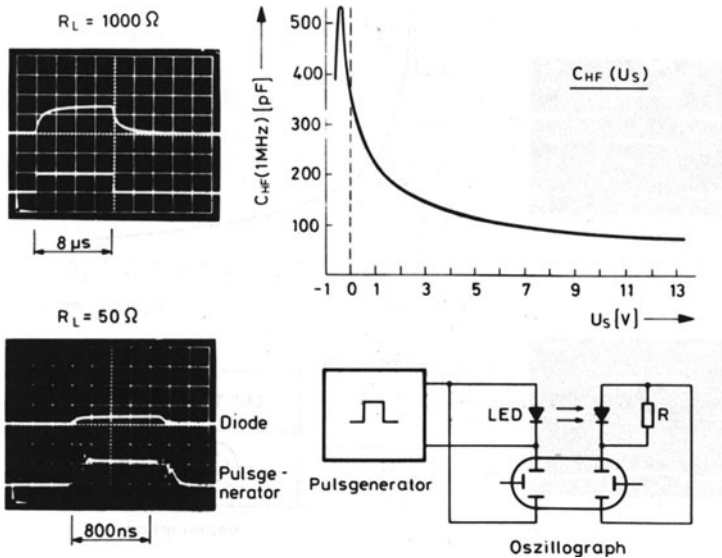 R_L = 1000 Ω
8 µs
C_HF (1MHz) [pF]
500
400
300
200
100
C_HF (U_S)
-1 0 1 3 5 7 9 11 13
U_S [V]
R_L = 50 Ω
Diode
Pulsge-
nerator
800ns
Pulsgenerator
LED
R
Oszillograph